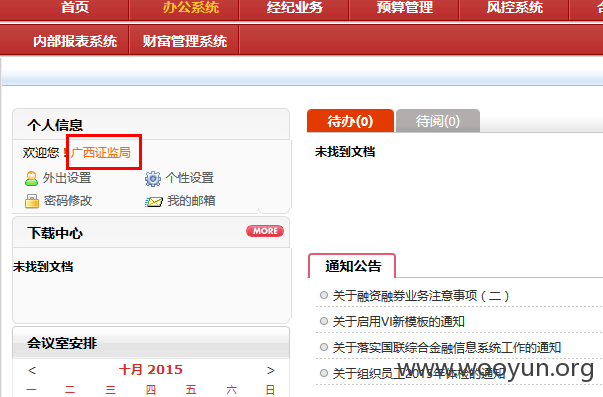 首页 办公系统 经纪业务 预算管理 风控系统
内部报表系统 财富管理系统
个人信息
欢迎您！广西证监局
外出设置 个性设置
密码修改 我的邮箱
下载中心 MORE
未找到文档
会议室安排
< 十月 2015 >
一 二 三 四 五 六 日
待办(0) 待阅(0)
未找到文档
通知公告
关于融资融券业务注意事项（二）
关于启用VI新模板的通知
关于落实国联综合金融信息系统工作的通知
关于组织员工2015年体检的通知
www.wooyun.org